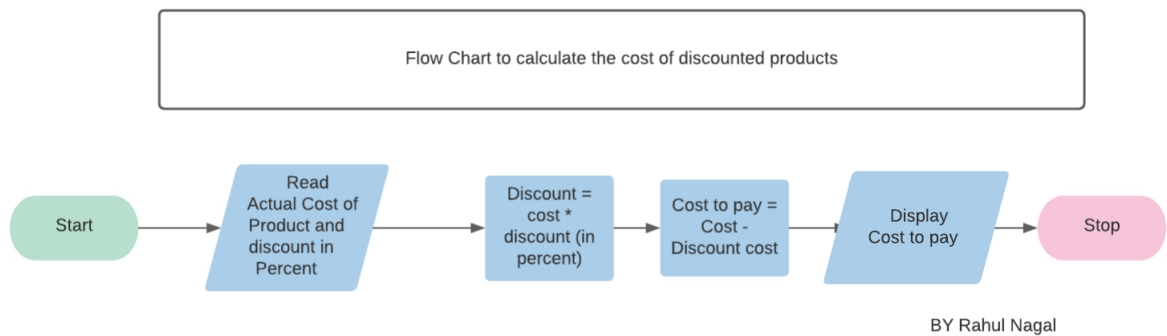 Flow Chart to calculate the cost of discounted products
Start
Read
Actual Cost of
Product and
discount in
Percent
Discount =
cost *
discount (in
percent)
Cost to pay =
Cost -
Discount cost
Display
Cost to pay
Stop
BY Rahul Nagal